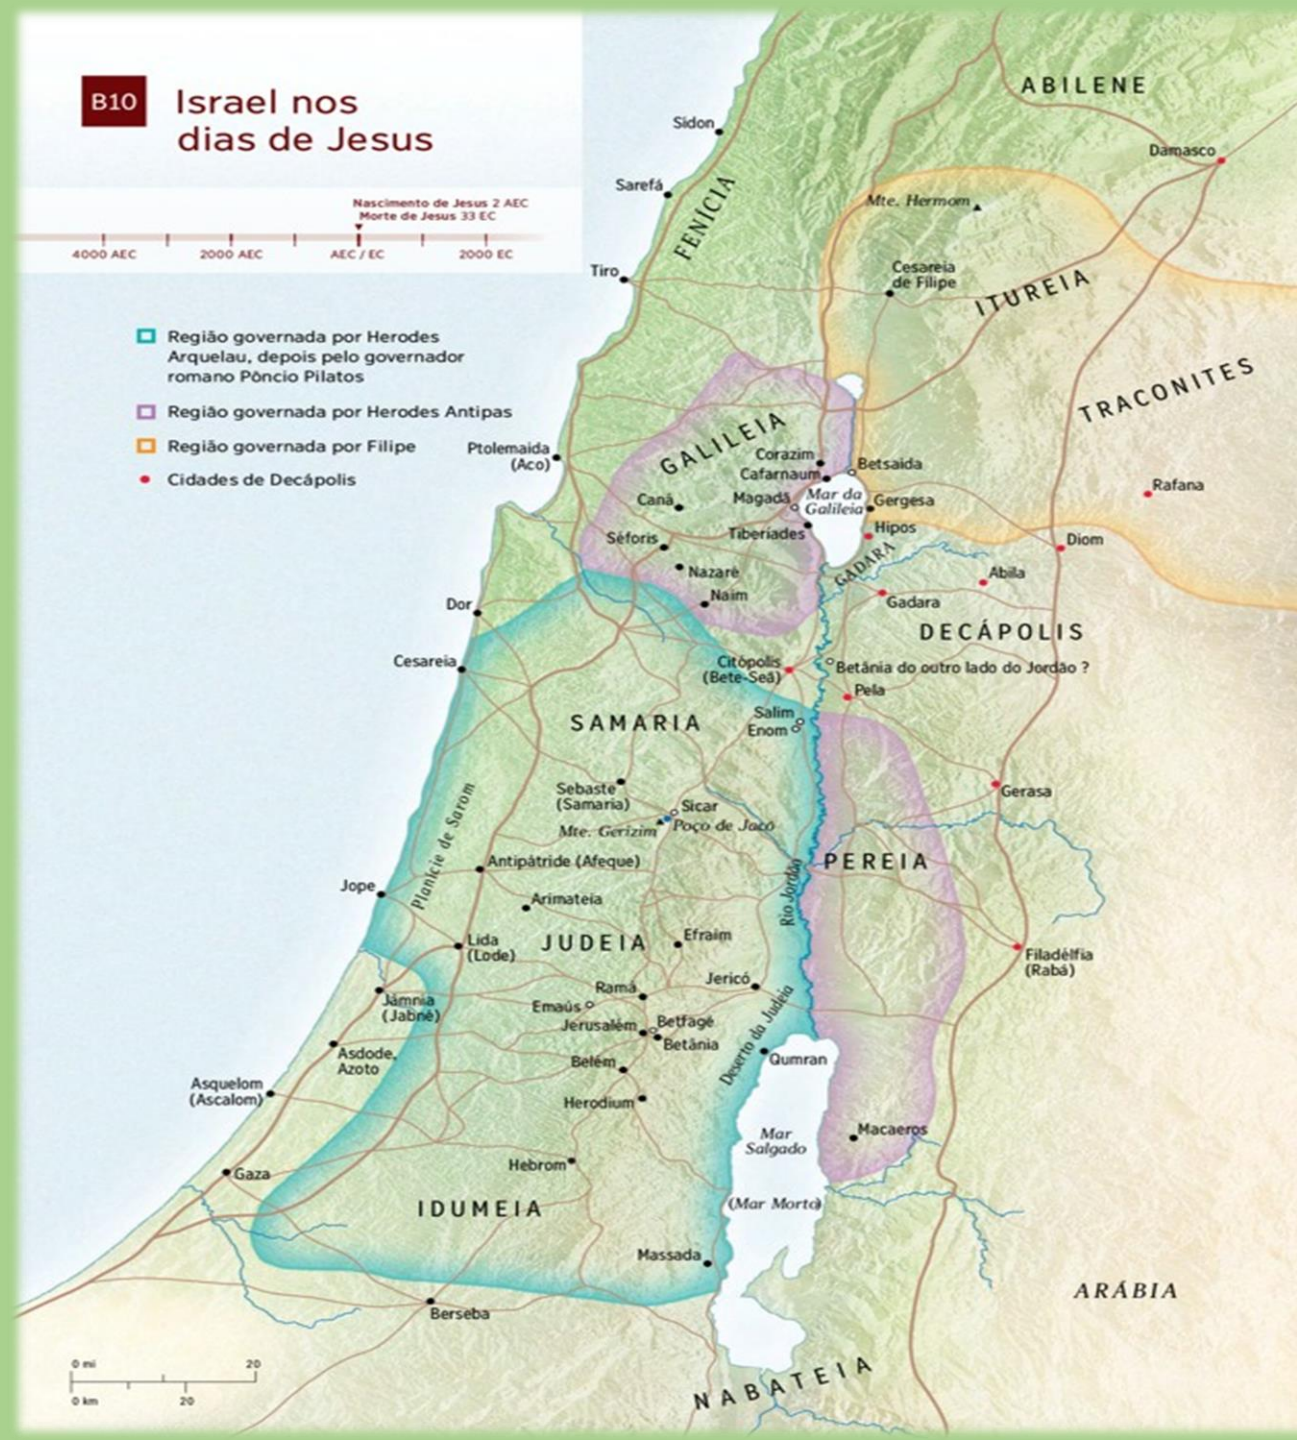 B10
Israel nos
dias de Jesus
Nascimento de Jesus 2 AEC
Morte de Jesus 33 EC
4000 AEC
2000 AEC
AEC / EC
2000 EC
Região governada por Herodes
Arquelau, depois pelo governador
romano Pôncio Pilatos
Região governada por Herodes Antipas
Região governada por Filipe
Cidades de Decápolis
ABILENE
Sídon
Damasco
Sarefá
FENÍCIA
Mte. Hermom
Tiro
Cesareia
de Filipe
ITUREIA
TRACONITES
GALILEIA
Ptolemaida
(Aco)
Corazim
Betsaida
Cafarnaum
Rafana
Caná
Magadã
Mar da
Galileia
Gergesa
Tiberíades
Hipos
Séforis
Diom
GADARA
Nazaré
Abila
Naim
Gadara
Dor
DECÁPOLIS
Cesareia
Citópolis
(Bete-Seã)
Betânia do outro lado do Jordão ?
Pela
Salim
Enom
SAMARIA
Sebaste
(Samaria)
Sicar
Mte. Gerizim
Poço de Jacó
Gerasa
Planície de Sarom
Antipátride (Afeque)
PEREIA
Rio Jordão
Jope
Arimateia
JUDEIA
Efraim
Lida
(Lode)
Filadélfia
(Rabá)
Jericó
Ramá
Jâmnia
(Jabné)
Emaús
Deserto da Judeia
Jerusalém
Betfagé
Betânia
Asdode,
Azoto
Belém
Qumran
Asquelom
(Ascalom)
Herodium
Macaeros
Mar
Salgado
Hebrom
Gaza
(Mar Morto)
IDUMEIA
Massada
ARÁBIA
Berseba
NABATEIA
0 mi
20
0 km
20